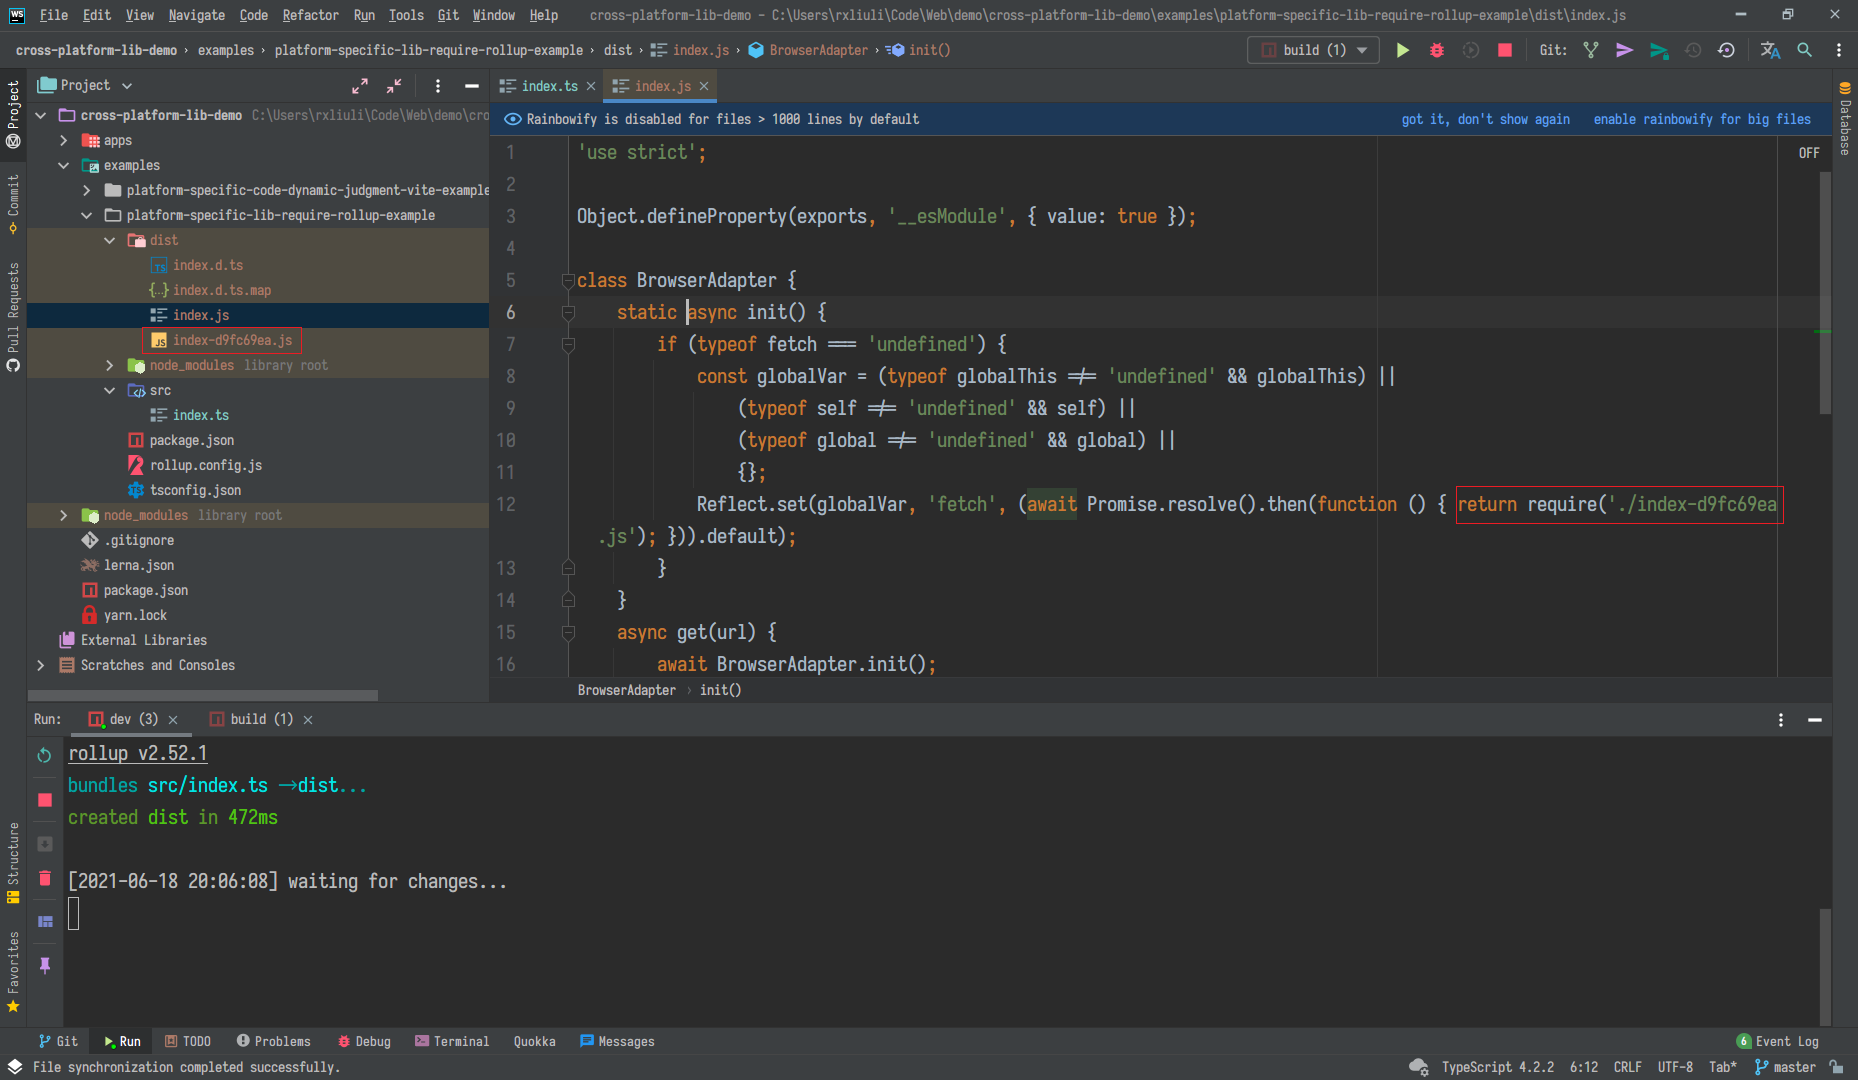 WS File Edit View Navigate Code Refactor Run Tools Git Window Help cross-platform-lib-demo – C:\Users\rxliuli\Code\Web\demo\cross-platform-lib-demo\examples\platform-specific-lib-require-rollup-example\dist\index.js
cross-platform-lib-demo › examples › platform-specific-lib-require-rollup-example › dist › index.js › BrowserAdapter › init() build (1) Git:
Project
Commit
Pull Requests
Structure
Favorites
Project
cross-platform-lib-demo C:\Users\rxliuli\Code\Web\demo\cro
apps
examples
platform-specific-code-dynamic-judgment-vite-example
platform-specific-lib-require-rollup-example
dist
index.d.ts
index.d.ts.map
index.js
index-d9fc69ea.js
node_modules library root
src
index.ts
package.json
rollup.config.js
tsconfig.json
node_modules library root
.gitignore
lerna.json
package.json
yarn.lock
External Libraries
Scratches and Consoles
index.ts index.js
Rainbowify is disabled for files > 1000 lines by default got it, don't show again enable rainbowify for big files
OFF
1 'use strict';
2
3 Object.defineProperty(exports, '__esModule', { value: true });
4
5 class BrowserAdapter {
6 static async init() {
7 if (typeof fetch === 'undefined') {
8 const globalVar = (typeof globalThis !== 'undefined' && globalThis) ||
9 (typeof self !== 'undefined' && self) ||
10 (typeof global !== 'undefined' && global) ||
11 {};
12 Reflect.set(globalVar, 'fetch', (await Promise.resolve().then(function () { return require('./index-d9fc69ea
.js'); })).default);
13 }
14 }
15 async get(url) {
16 await BrowserAdapter.init();
BrowserAdapter › init()
Database
Run: dev (3) build (1)
rollup v2.52.1
bundles src/index.ts → dist...
created dist in 472ms
[2021-06-18 20:06:08] waiting for changes...
Git Run TODO Problems Debug Terminal Quokka Messages 6 Event Log
File synchronization completed successfully. TypeScript 4.2.2 6:12 CRLF UTF-8 Tab* master